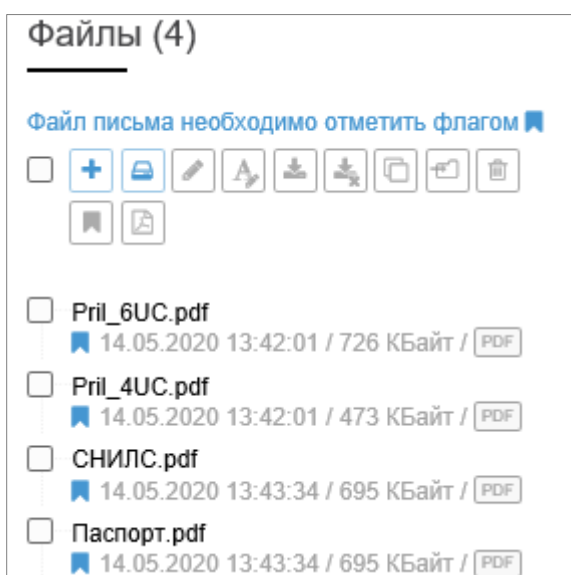 Файлы (4)
Файл письма необходимо отметить флагом
Pril_6UC.pdf
14.05.2020 13:42:01 / 726 КБайт / PDF
Pril_4UC.pdf
14.05.2020 13:42:01 / 473 КБайт / PDF
СНИЛС.pdf
14.05.2020 13:43:34 / 695 КБайт / PDF
Паспорт.pdf
14.05.2020 13:43:34 / 695 КБайт / PDF